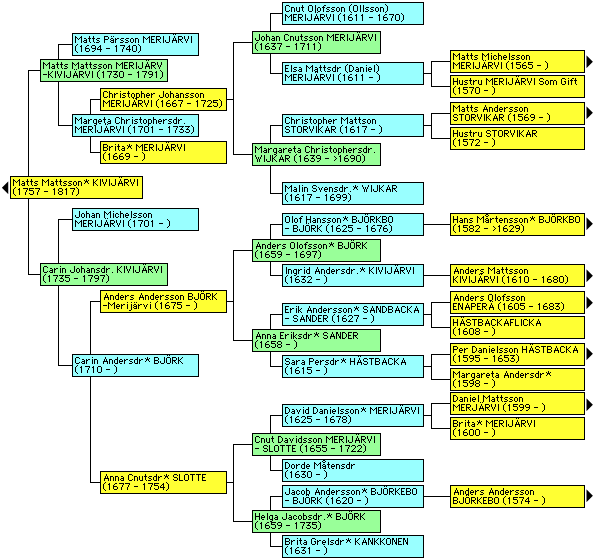 Cnut Olofsson (Ollsson)
MERIJÄRVI (1611 - 1670)
Matts Pärsson MERIJÄRVI
(1694 - 1740)
Johan Cnutsson MERIJÄRVI
(1637 - 1711)
Matts Michelsson
MERIJÄRVI (1565 - )
Matts Mattsson MERIJÄRV
-KIVIJÄRVI (1730 - 1791)
Elsa Mattsdr (Daniel)
MERIJÄRVI (1611 - )
Hustru MERIJÄRVI Som Gift
(1570 - )
Christopher Johansson
MERIJÄRVI (1667 - 1725)
Matts Andersson
STORVIKAR (1569 - )
Margeta Christophersdr.
MERIJÄRVI (1701 - 1733)
Christopher Mattson
STORVIKAR (1617 - )
Hustru STORVIKAR
(1572 - )
Brita* MERIJÄRVI
(1669 - )
Margareta Christophersdr.
WIJKAR (1639 - >1690)
Matts Mattsson* KIVIJÄRVI
(1757 - 1817)
Malin Svensdr.* WIJKAR
(1617 - 1699)
Johan Michelsson
MERIJÄRVI (1701 - )
Olof Hansson* BJÖRKBO
- BJÖRK (1625 - 1676)
Hans Mårtensson* BJÖRKBO
(1582 - >1629)
Anders Olofsson* BJÖRK
(1659 - 1697)
Carin Johansdr. KIVIJÄRVI
(1735 - 1797)
Ingrid Andersdr.* KIVIJÄRVI
(1632 - )
Anders Mattsson
KIVIJÄRVI (1610 - 1680)
Anders Andersson BJÖRK
-Merijärvi (1675 - )
Erik Andersson* SANDBACKA
- SANDER (1627 - )
Anders Olofsson
ENAPERÄ (1605 - 1683)
Anna Eriksdr* SANDER
(1658 - )
HÄSTBACKAFLICKA
(1608 - )
Carin Andersdr* BJÖRK
(1710 - )
Sara Persdr* HÄSTBACKA
(1615 - )
Per Danielsson HÄSTBACKA
(1595 - 1653)
Margareta Andersdr*
(1598 - )
David Danielsson* MERIJÄRVI
(1625 - 1678)
Daniel Mattsson
MERJÄRVI (1599 - )
Cnut Davidsson MERIJÄRVI
- SLOTTE (1655 - 1722)
Brita* MERIJÄRVI
(1600 - )
Dorde Måtensdr
(1630 - )
Anna Cnutsdr* SLOTTE
(1677 - 1754)
Jacob Andersson* BJÖRKEBO
- BJÖRK (1620 - )
Anders Andersson
BJÖRKEBO (1574 - )
Helga Jacobsdr.* BJÖRK
(1659 - 1735)
Brita Grelsdr* KANKKONEN
(1631 - )